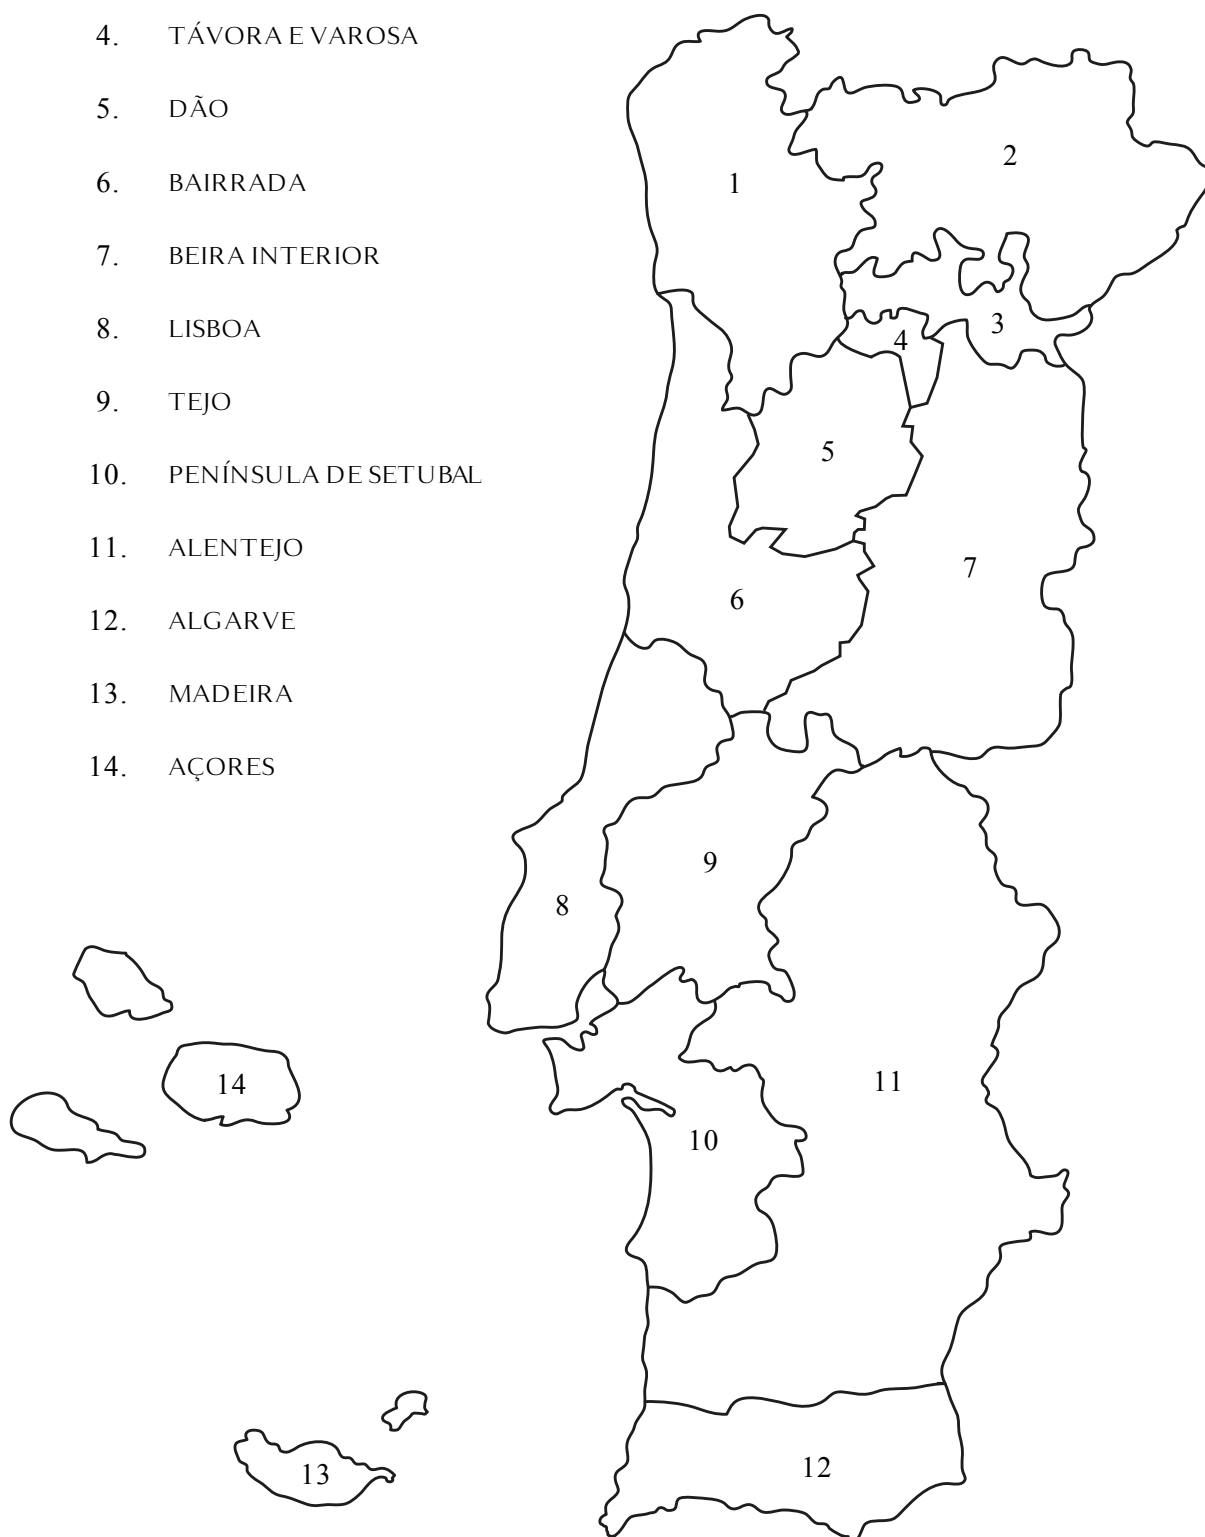 4. TÁVORA E VAROSA
5. DÃO
6. BAIRRADA
7. BEIRA INTERIOR
8. LISBOA
9. TEJO
10. PENÍNSULA DE SETUBAL
11. ALENTEJO
12. ALGARVE
13. MADEIRA
14. AÇORES
1
2
3
4
5
6
7
8
9
10
11
12
13
14